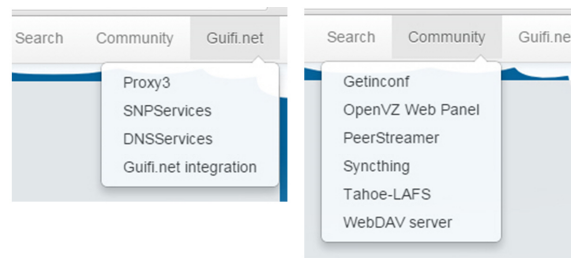 Search Community Guifi.net
Proxy3
SNPServices
DNSServices
Guifi.net integration
Search Community Guifi.ne
Getinconf
OpenVZ Web Panel
PeerStreamer
Syncthing
Tahoe-LAFS
WebDAV server